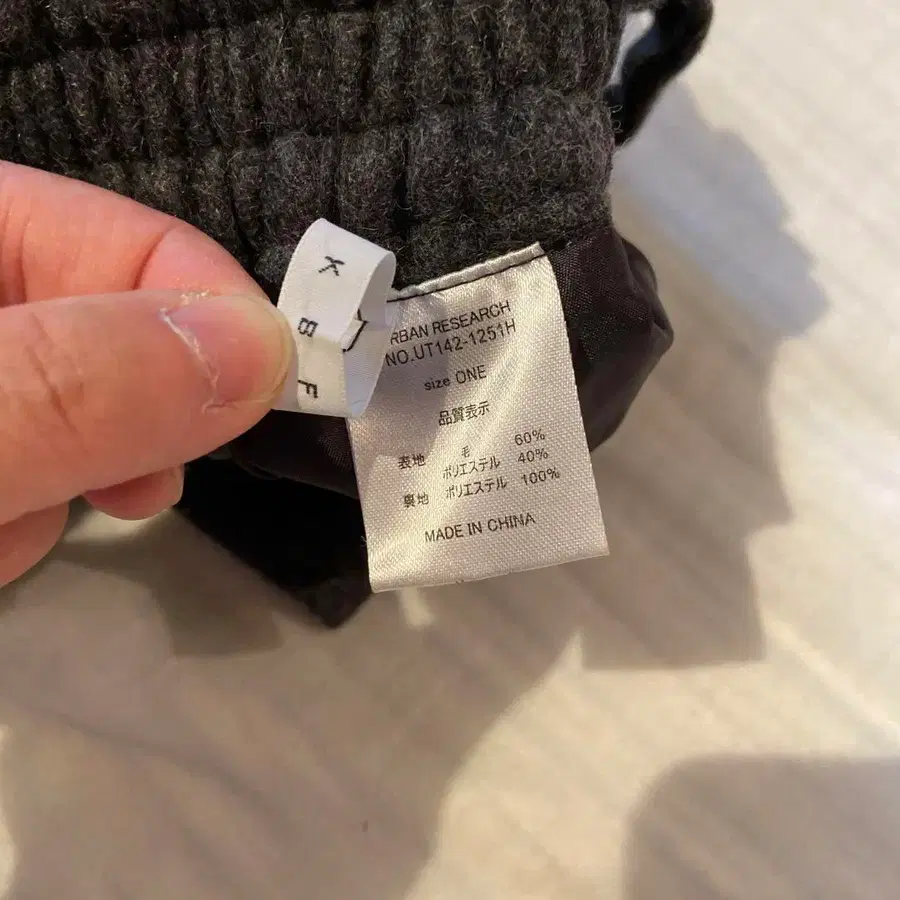 K
B
F
RBAN RESEARCH
NO.UT142-1251H
size ONE
品質表示
表地 毛 60%
ポリエステル 40%
裏地 ポリエステル 100%
MADE IN CHINA